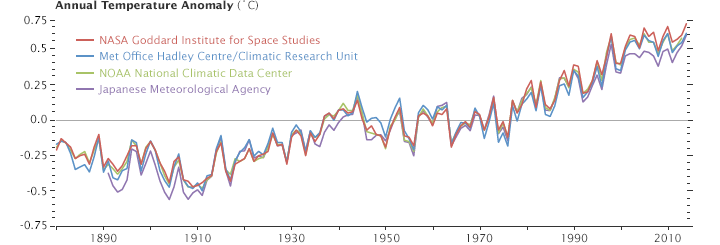 Annual Temperature Anomaly (°C)
0.75
NASA Goddard Institute for Space Studies
Met Office Hadley Centre/Climatic Research Unit
0.5
NOAA National Climatic Data Center
Japanese Meteorological Agency
0.25
0.0
-0.25
-0.5
-0.75
1890 1910 1930 1950 1970 1990 2010